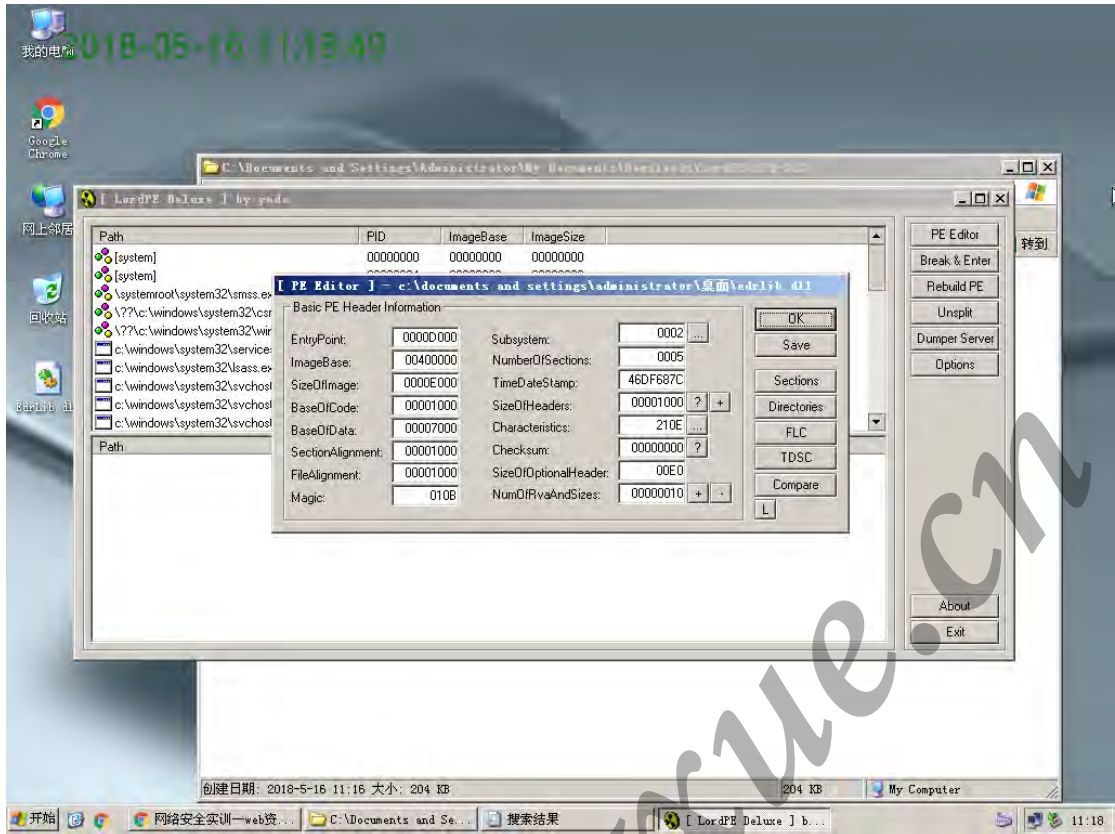 我的电脑
2018-05-16 11:18:49
Google
Chrome
网上邻居
回收站
C:\Documents and Settings\Administrator\My Documents\
[ LordPE Deluxe ] by yoda
Path PID ImageBase ImageSize
[system] 00000000 00000000 00000000
[system]
\systemroot\system32\smss.ex
\??\c:\windows\system32\csr
\??\c:\windows\system32\win
c:\windows\system32\service
c:\windows\system32\lsass.e
c:\windows\system32\svchost
c:\windows\system32\svchost
c:\windows\system32\svchost
Path
PE Editor
Break & Enter
Rebuild PE
Unsplit
Dumper Server
Options
About
Exit
转到
[ PE Editor ] - c:\documents and settings\administrator\桌面\edrlib.dll
Basic PE Header Information
EntryPoint: 0000D000
ImageBase: 00400000
SizeOfImage: 0000E000
BaseOfCode: 00001000
BaseOfData: 00007000
SectionAlignment: 00001000
FileAlignment: 00001000
Magic: 010B
Subsystem: 0002 ...
NumberOfSections: 0005
TimeDateStamp: 46DF687C
SizeOfHeaders: 00001000 ? +
Characteristics: 210E ...
Checksum: 00000000 ?
SizeOfOptionalHeader: 00E0
NumOfRvaAndSizes: 00000010 + -
OK
Save
Sections
Directories
FLC
TDSC
Compare
L
创建日期: 2018-5-16 11:16 大小: 204 KB 204 KB My Computer
开始 网络安全实训—web资... C:\Documents and Se... 搜索结果 [ LordPE Deluxe ] b... 11:18